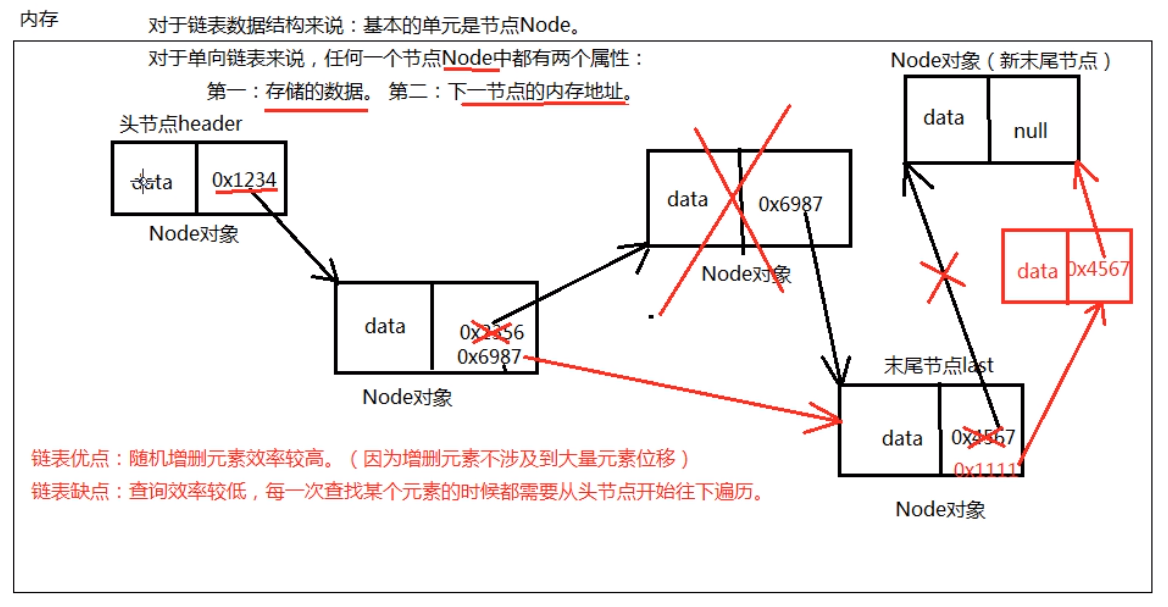 内存
对于链表数据结构来说：基本的单元是节点Node。
对于单向链表来说，任何一个节点Node中都有两个属性：
第一：存储的数据。 第二：下一节点的内存地址。
Node对象（新末尾节点）
data
null
头节点header
data
0x1234
Node对象
data
0x6987
Node对象
data
0x4567
data
0x2356
0x6987
Node对象
末尾节点last
data
0x4567
0x1111
Node对象
链表优点：随机增删元素效率较高。（因为增删元素不涉及到大量元素位移）
链表缺点：查询效率较低，每一次查找某个元素的时候都需要从头节点开始往下遍历。